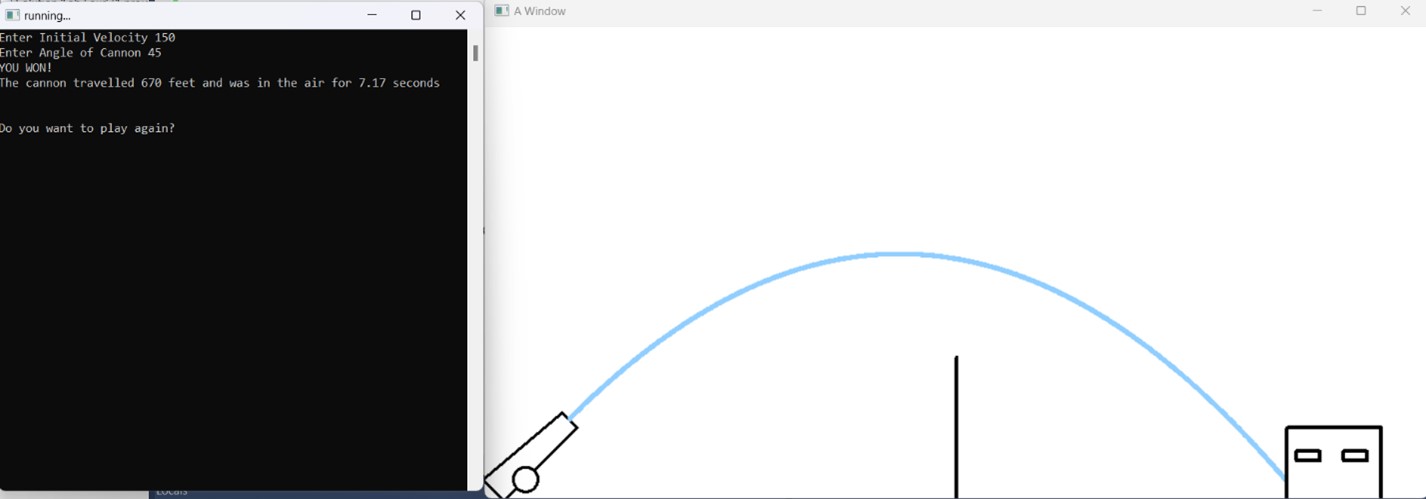 running...
Enter Initial Velocity 150
Enter Angle of Cannon 45
YOU WON!
The cannon travelled 670 feet and was in the air for 7.17 seconds
Do you want to play again?
A Window
Locals